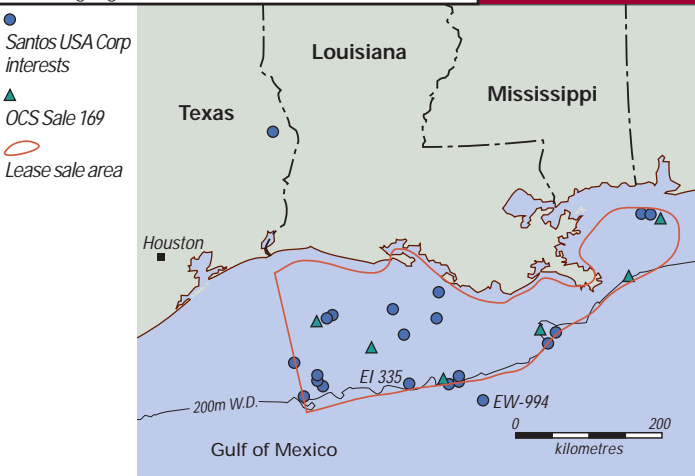 Santos USA Corp
interests
OCS Sale 169
Lease sale area
Louisiana
Mississippi
Texas
Houston
EI 335
EW-994
200m W.D.
0 200
kilometres
Gulf of Mexico